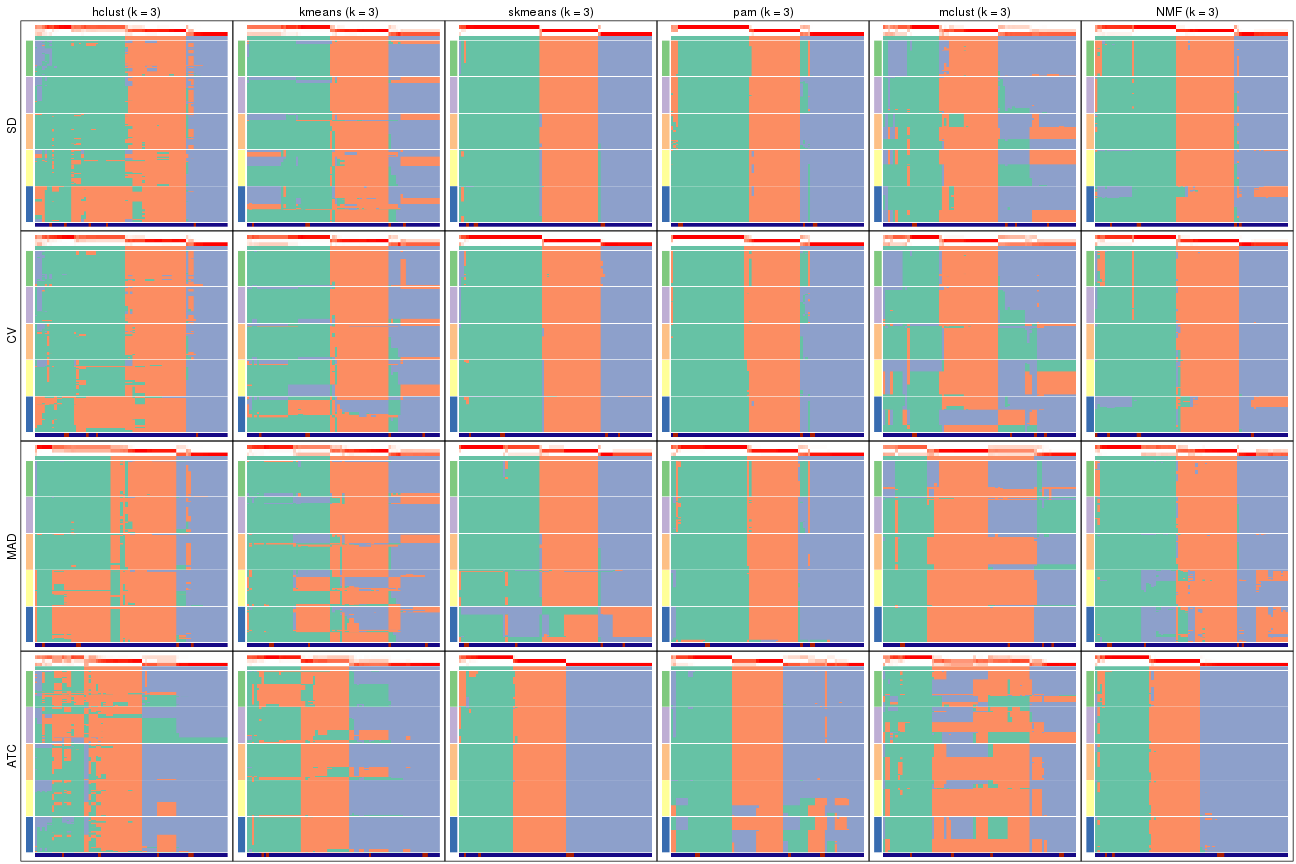 hclust (k = 3)
kmeans (k = 3)
skmeans (k = 3)
pam (k = 3)
mclust (k = 3)
NMF (k = 3)
SD
CV
MAD
ATC